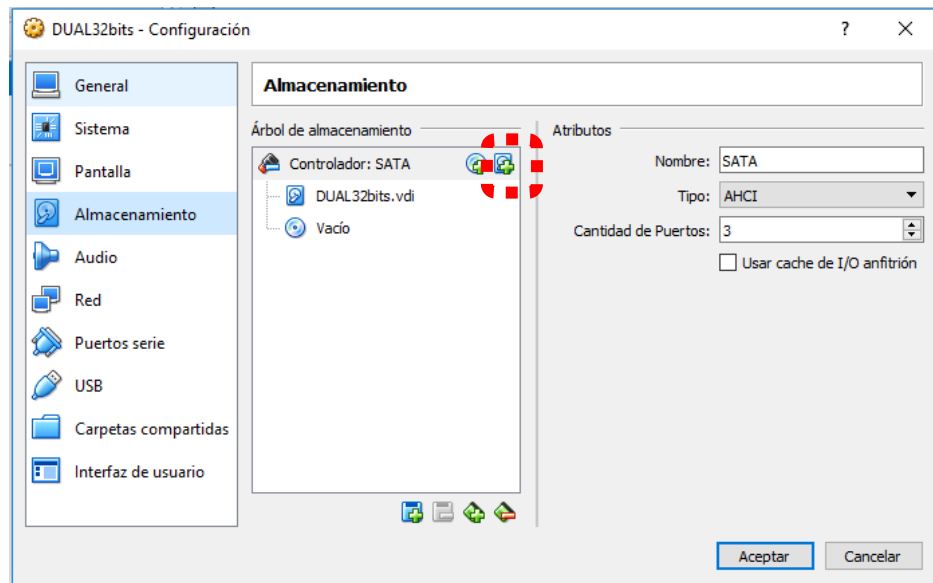 DUAL32bits - Configuración
?
General
Sistema
Pantalla
Almacenamiento
Audio
Red
Puertos serie
USB
Carpetas compartidas
Interfaz de usuario
Almacenamiento
Árbol de almacenamiento
Controlador: SATA
DUAL32bits.vdi
Vacío
Atributos
Nombre: SATA
Tipo: AHCI
Cantidad de Puertos: 3
Usar cache de I/O anfitrión
Aceptar
Cancelar